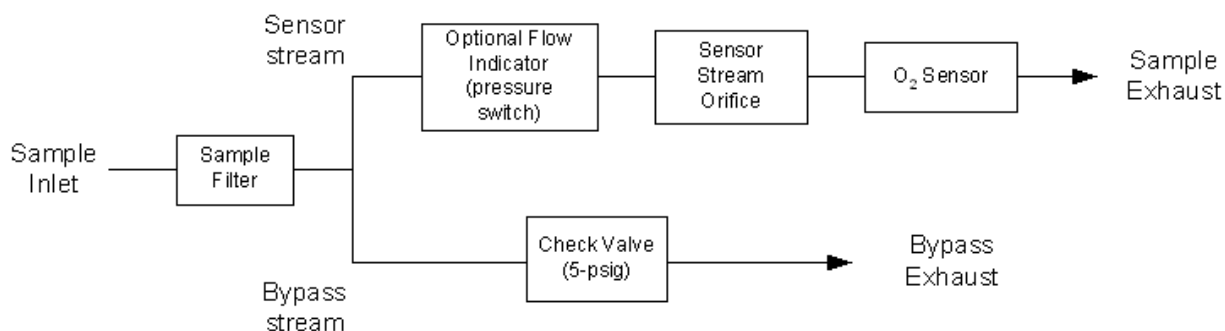 Sensor
stream
Optional Flow
Indicator
(pressure
switch)
Sensor
Stream
Orifice
O₂ Sensor
Sample
Exhaust
Sample
Inlet
Sample
Filter
Check Valve
(5-psig)
Bypass
Exhaust
Bypass
stream